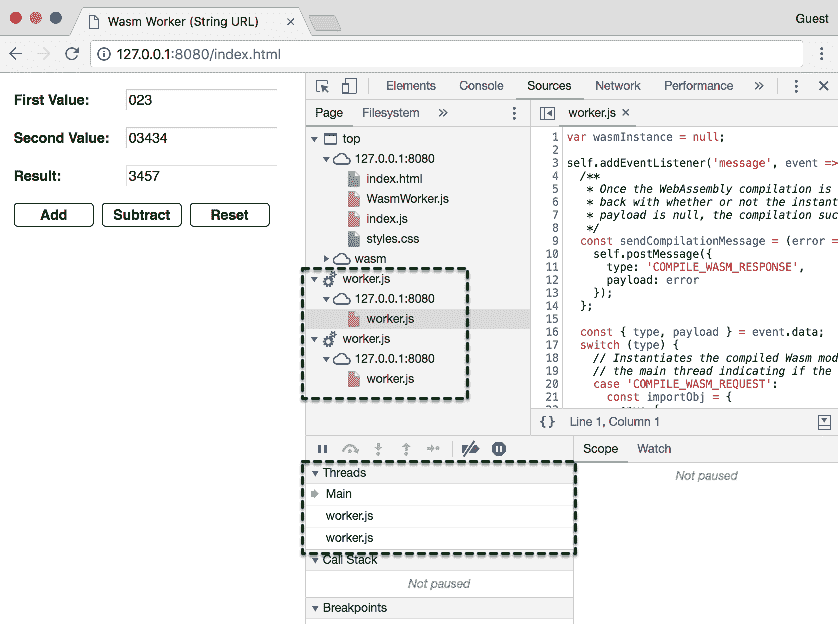 Wasm Worker (String URL)
Guest
127.0.0.1:8080/index.html
First Value: 023
Second Value: 03434
Result: 3457
Add Subtract Reset
Elements Console Sources Network Performance »
Page Filesystem »
top
127.0.0.1:8080
index.html
WasmWorker.js
index.js
styles.css
wasm
worker.js
127.0.0.1:8080
worker.js
worker.js
127.0.0.1:8080
worker.js
worker.js
1 var wasmInstance = null;
2
3 self.addEventListener('message', event =>
4 /**
5 * Once the WebAssembly compilation is
6 * back with whether or not the instant
7 * payload is null, the compilation suc
8 */
9 const sendCompilationMessage = (error =
10 self.postMessage({
11 type: 'COMPILE_WASM_RESPONSE',
12 payload: error
13 });
14 };
15
16 const { type, payload } = event.data;
17 switch (type) {
18 // Instantiates the compiled Wasm mod
19 // the main thread indicating if the
20 case 'COMPILE_WASM_REQUEST':
21 const importObj = {
{} Line 1, Column 1
Threads
Main
worker.js
worker.js
Call Stack
Not paused
Breakpoints
Scope Watch
Not paused